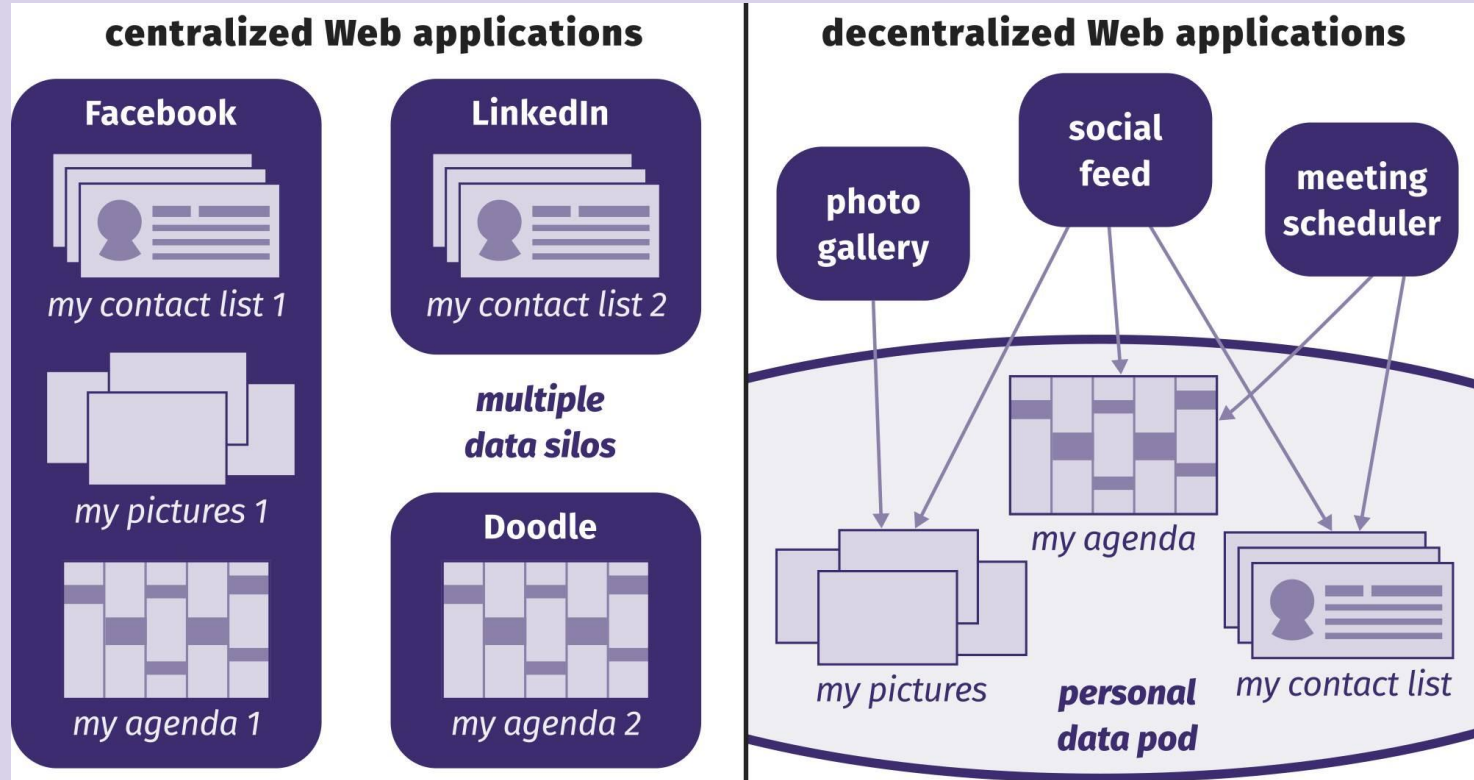 centralized Web applications
Facebook
my contact list 1
my pictures 1
my agenda 1
LinkedIn
my contact list 2
multiple
data silos
Doodle
my agenda 2
decentralized Web applications
photo
gallery
social
feed
meeting
scheduler
my agenda
my pictures
my contact list
personal
data pod